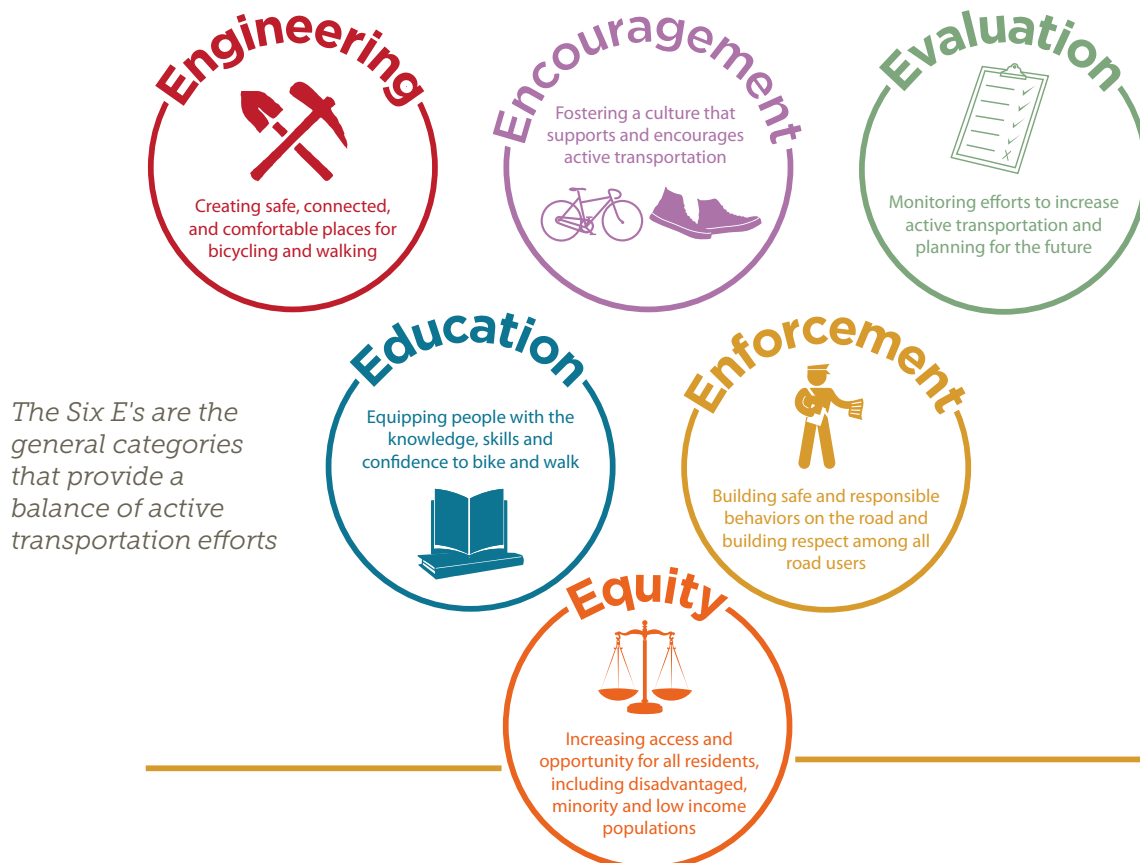 Engineering
Creating safe, connected,
and comfortable places for
bicycling and walking
Encouragement
Fostering a culture that
supports and encourages
active transportation
Evaluation
Monitoring efforts to increase
active transportation and
planning for the future
The Six E's are the
general categories
that provide a
balance of active
transportation efforts
Education
Equipping people with the
knowledge, skills and
confidence to bike and walk
Enforcement
Building safe and responsible
behaviors on the road and
building respect among all
road users
Equity
Increasing access and
opportunity for all residents,
including disadvantaged,
minority and low income
populations